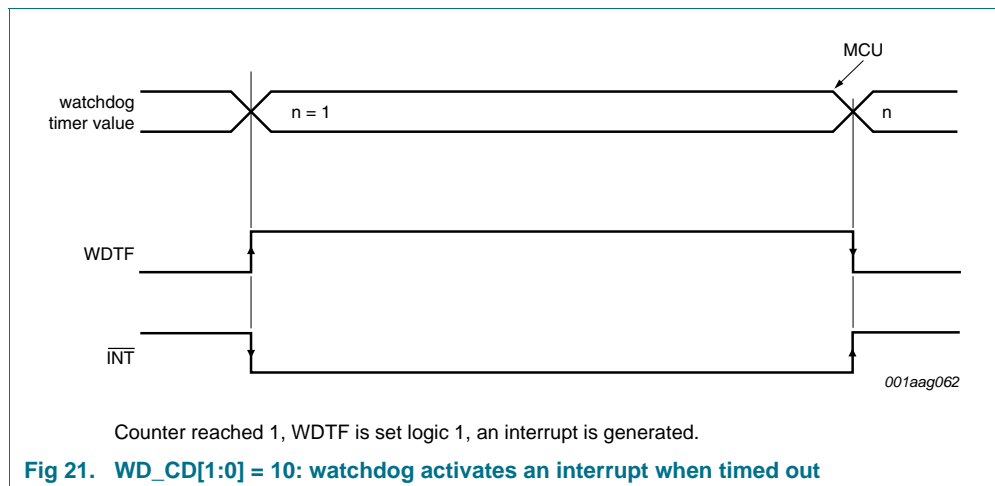 MCU
watchdog
timer value
n = 1
n
WDTF
INT
001aag062
Counter reached 1, WDTF is set logic 1, an interrupt is generated.
Fig 21. WD_CD[1:0] = 10: watchdog activates an interrupt when timed out